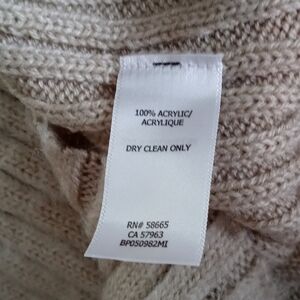 100% ACRYLIC/
ACRYLIQUE
DRY CLEAN ONLY
RN# 58665
CA 57963
BP050982MI